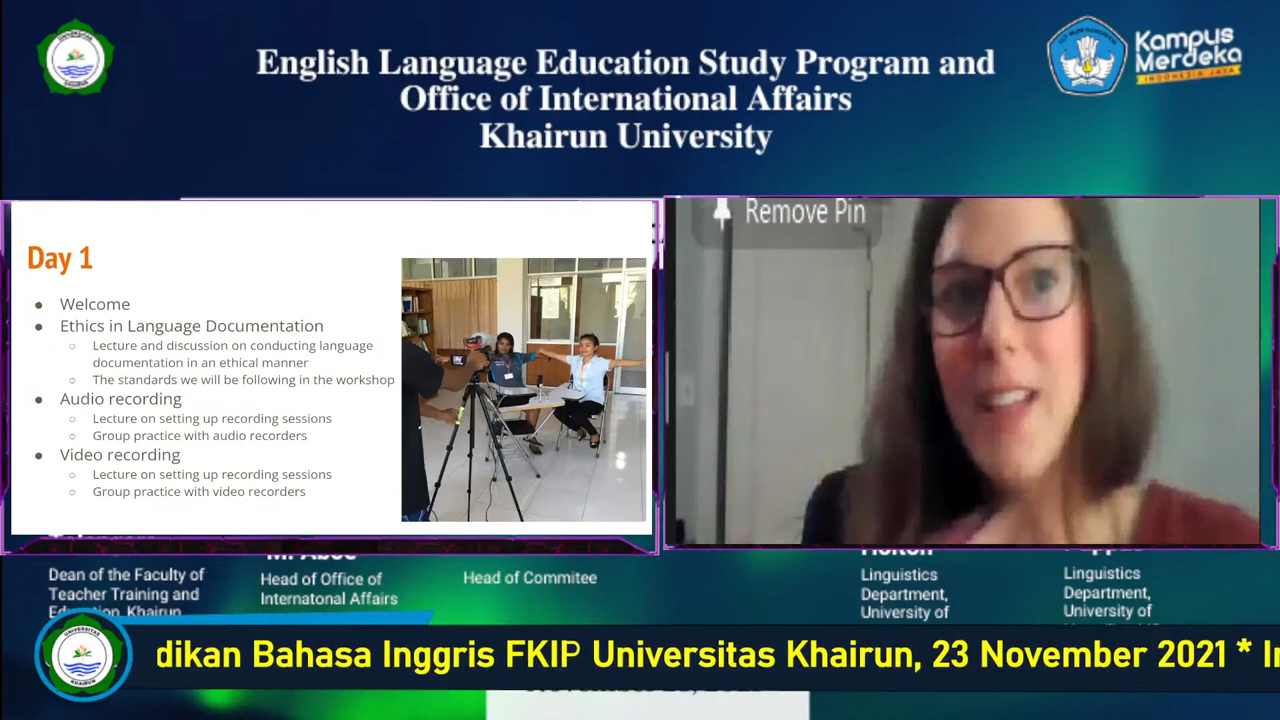 English Language Education Study Program and
Office of International Affairs
Khairun University
Kampus
Merdeka
INDONESIA JAYA
Remove Pin
Day 1
● Welcome
● Ethics in Language Documentation
○ Lecture and discussion on conducting language
documentation in an ethical manner
○ The standards we will be following in the workshop
● Audio recording
○ Lecture on setting up recording sessions
○ Group practice with audio recorders
● Video recording
○ Lecture on setting up recording sessions
○ Group practice with video recorders
Dean of the Faculty of
Teacher Training and
Education, Khairun
Head of Office of
Internatonal Affairs
Head of Commitee
Holton
Linguistics
Department,
University of
Linguistics
Department,
University of
UNIVERSITAS
KHAIRUN
dikan Bahasa Inggris FKIP Universitas Khairun, 23 November 2021 * I